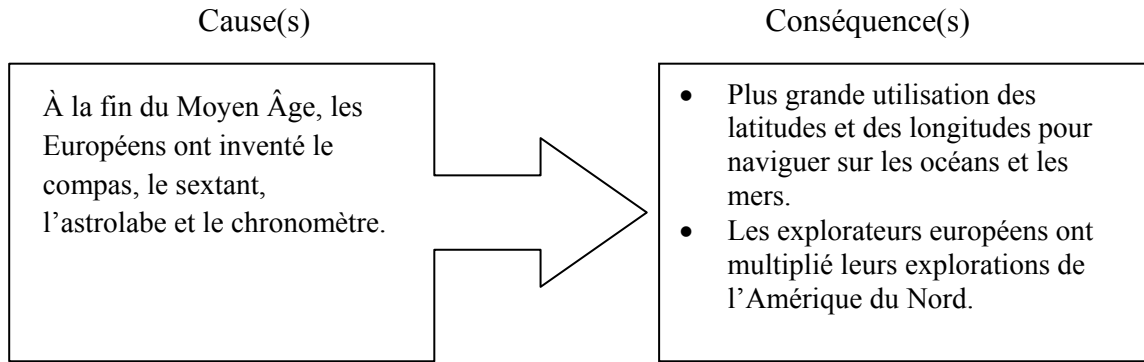 Cause(s)
Conséquence(s)
À la fin du Moyen Âge, les
Européens ont inventé le
compas, le sextant,
l’astrolabe et le chronomètre.
• Plus grande utilisation des
latitudes et des longitudes pour
naviguer sur les océans et les
mers.
• Les explorateurs européens ont
multiplié leurs explorations de
l’Amérique du Nord.